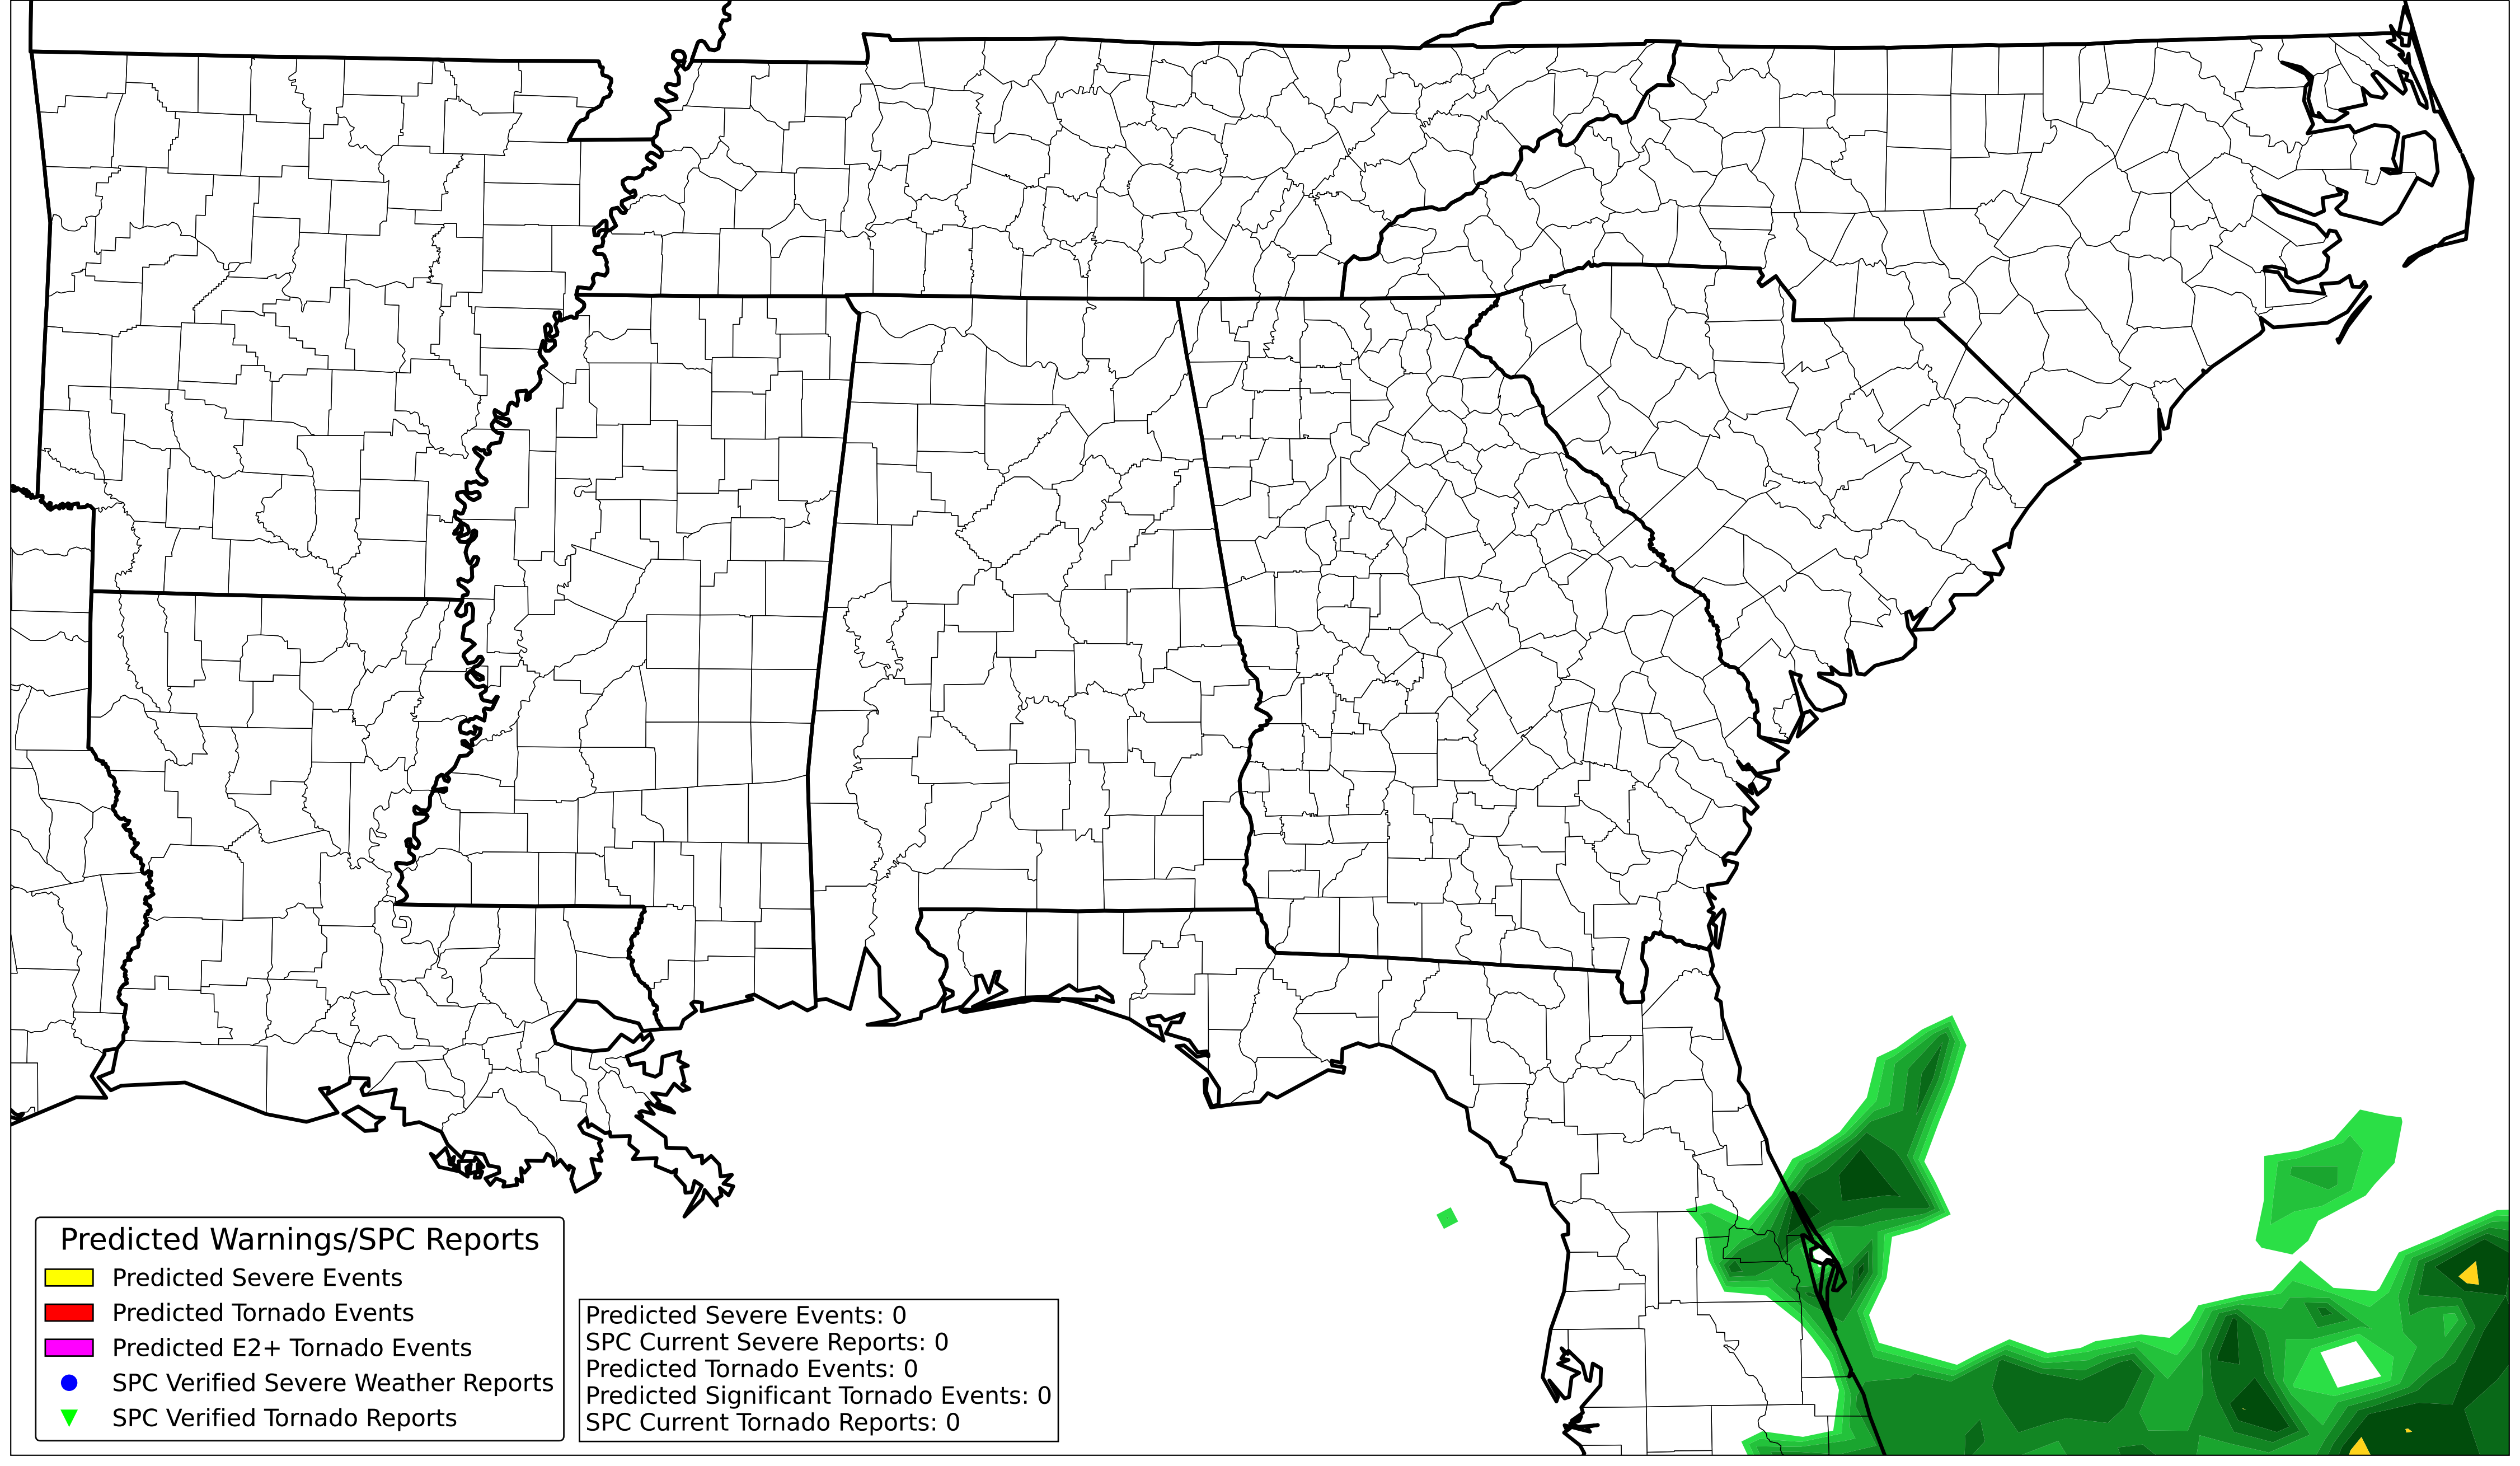 Predicted Warnings/SPC Reports
Predicted Severe Events
Predicted Tornado Events
Predicted E2+ Tornado Events
SPC Verified Severe Weather Reports
SPC Verified Tornado Reports
Predicted Severe Events: 0
SPC Current Severe Reports: 0
Predicted Tornado Events: 0
Predicted Significant Tornado Events: 0
SPC Current Tornado Reports: 0